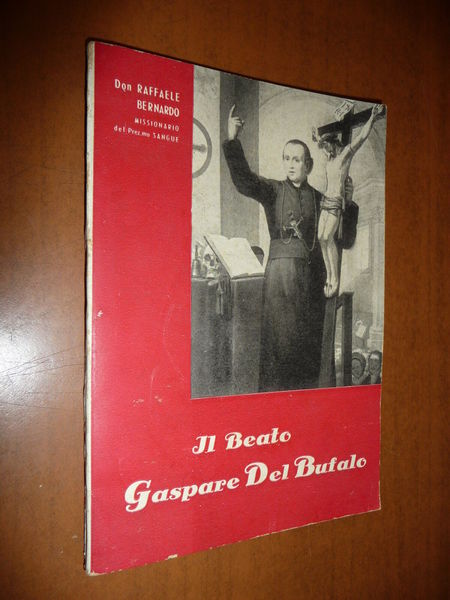 Don RAFFAELE
BERNARDO
MISSIONARIO
del Prez.mo SANGUE
Il Beato
Gaspare Del Bufalo